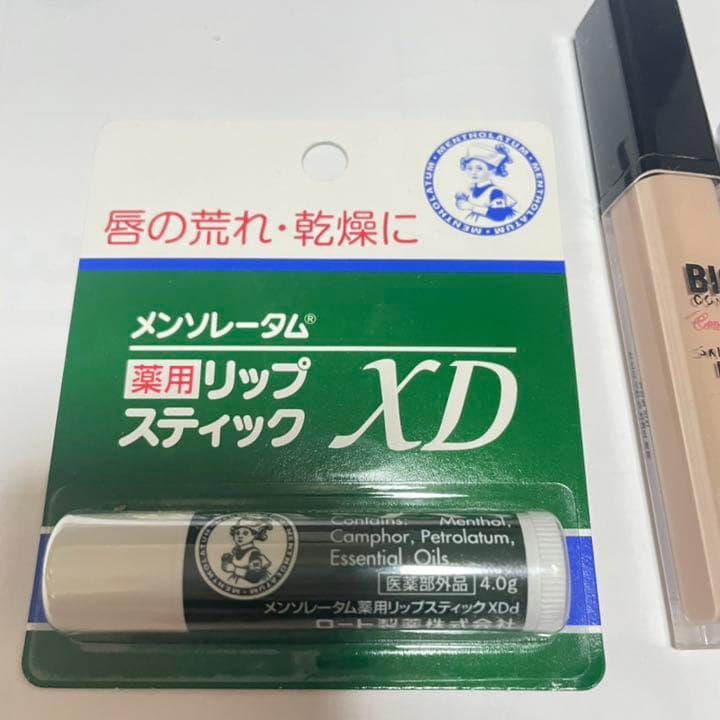 MENTHOLATUM · MENTHOLATUM · MENTHOLATUM
唇の荒れ・乾燥に
メンソレータム®
薬用リップ
スティック XD
MENTHOLATUM
Contains: Menthol,
Camphor, Petrolatum,
Essential Oils
医薬部外品 4.0g
メンソレータム薬用リップスティックXDd
ロート製薬株式会社